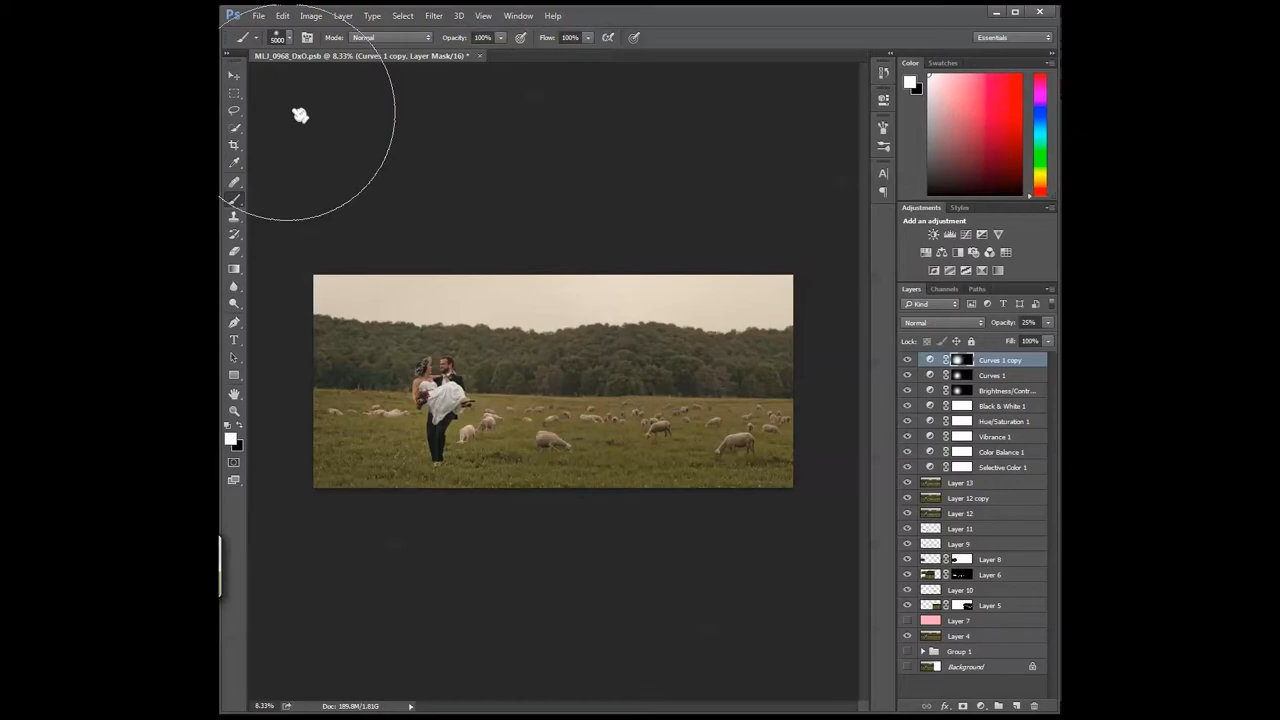 Ps File Edit Image Layer Type Select Filter 3D View Window Help
5000 Mode: Normal Opacity: 100% Flow: 100% Essentials
MLI_0968_DxO.psb @ 8.33% (Curves 1 copy, Layer Mask/16) * ×
Color Swatches
Adjustments Styles
Add an adjustment
Layers Channels Paths
Kind
Normal Opacity: 25%
Lock: Fill: 100%
Curves 1 copy
Curves 1
Brightness/Contr...
Black & White 1
Hue/Saturation 1
Vibrance 1
Color Balance 1
Selective Color 1
Layer 13
Layer 12 copy
Layer 12
Layer 11
Layer 9
Layer 8
Layer 6
Layer 10
Layer 5
Layer 7
Layer 4
Group 1
Background
8.33% Doc: 189.8M/1.81G